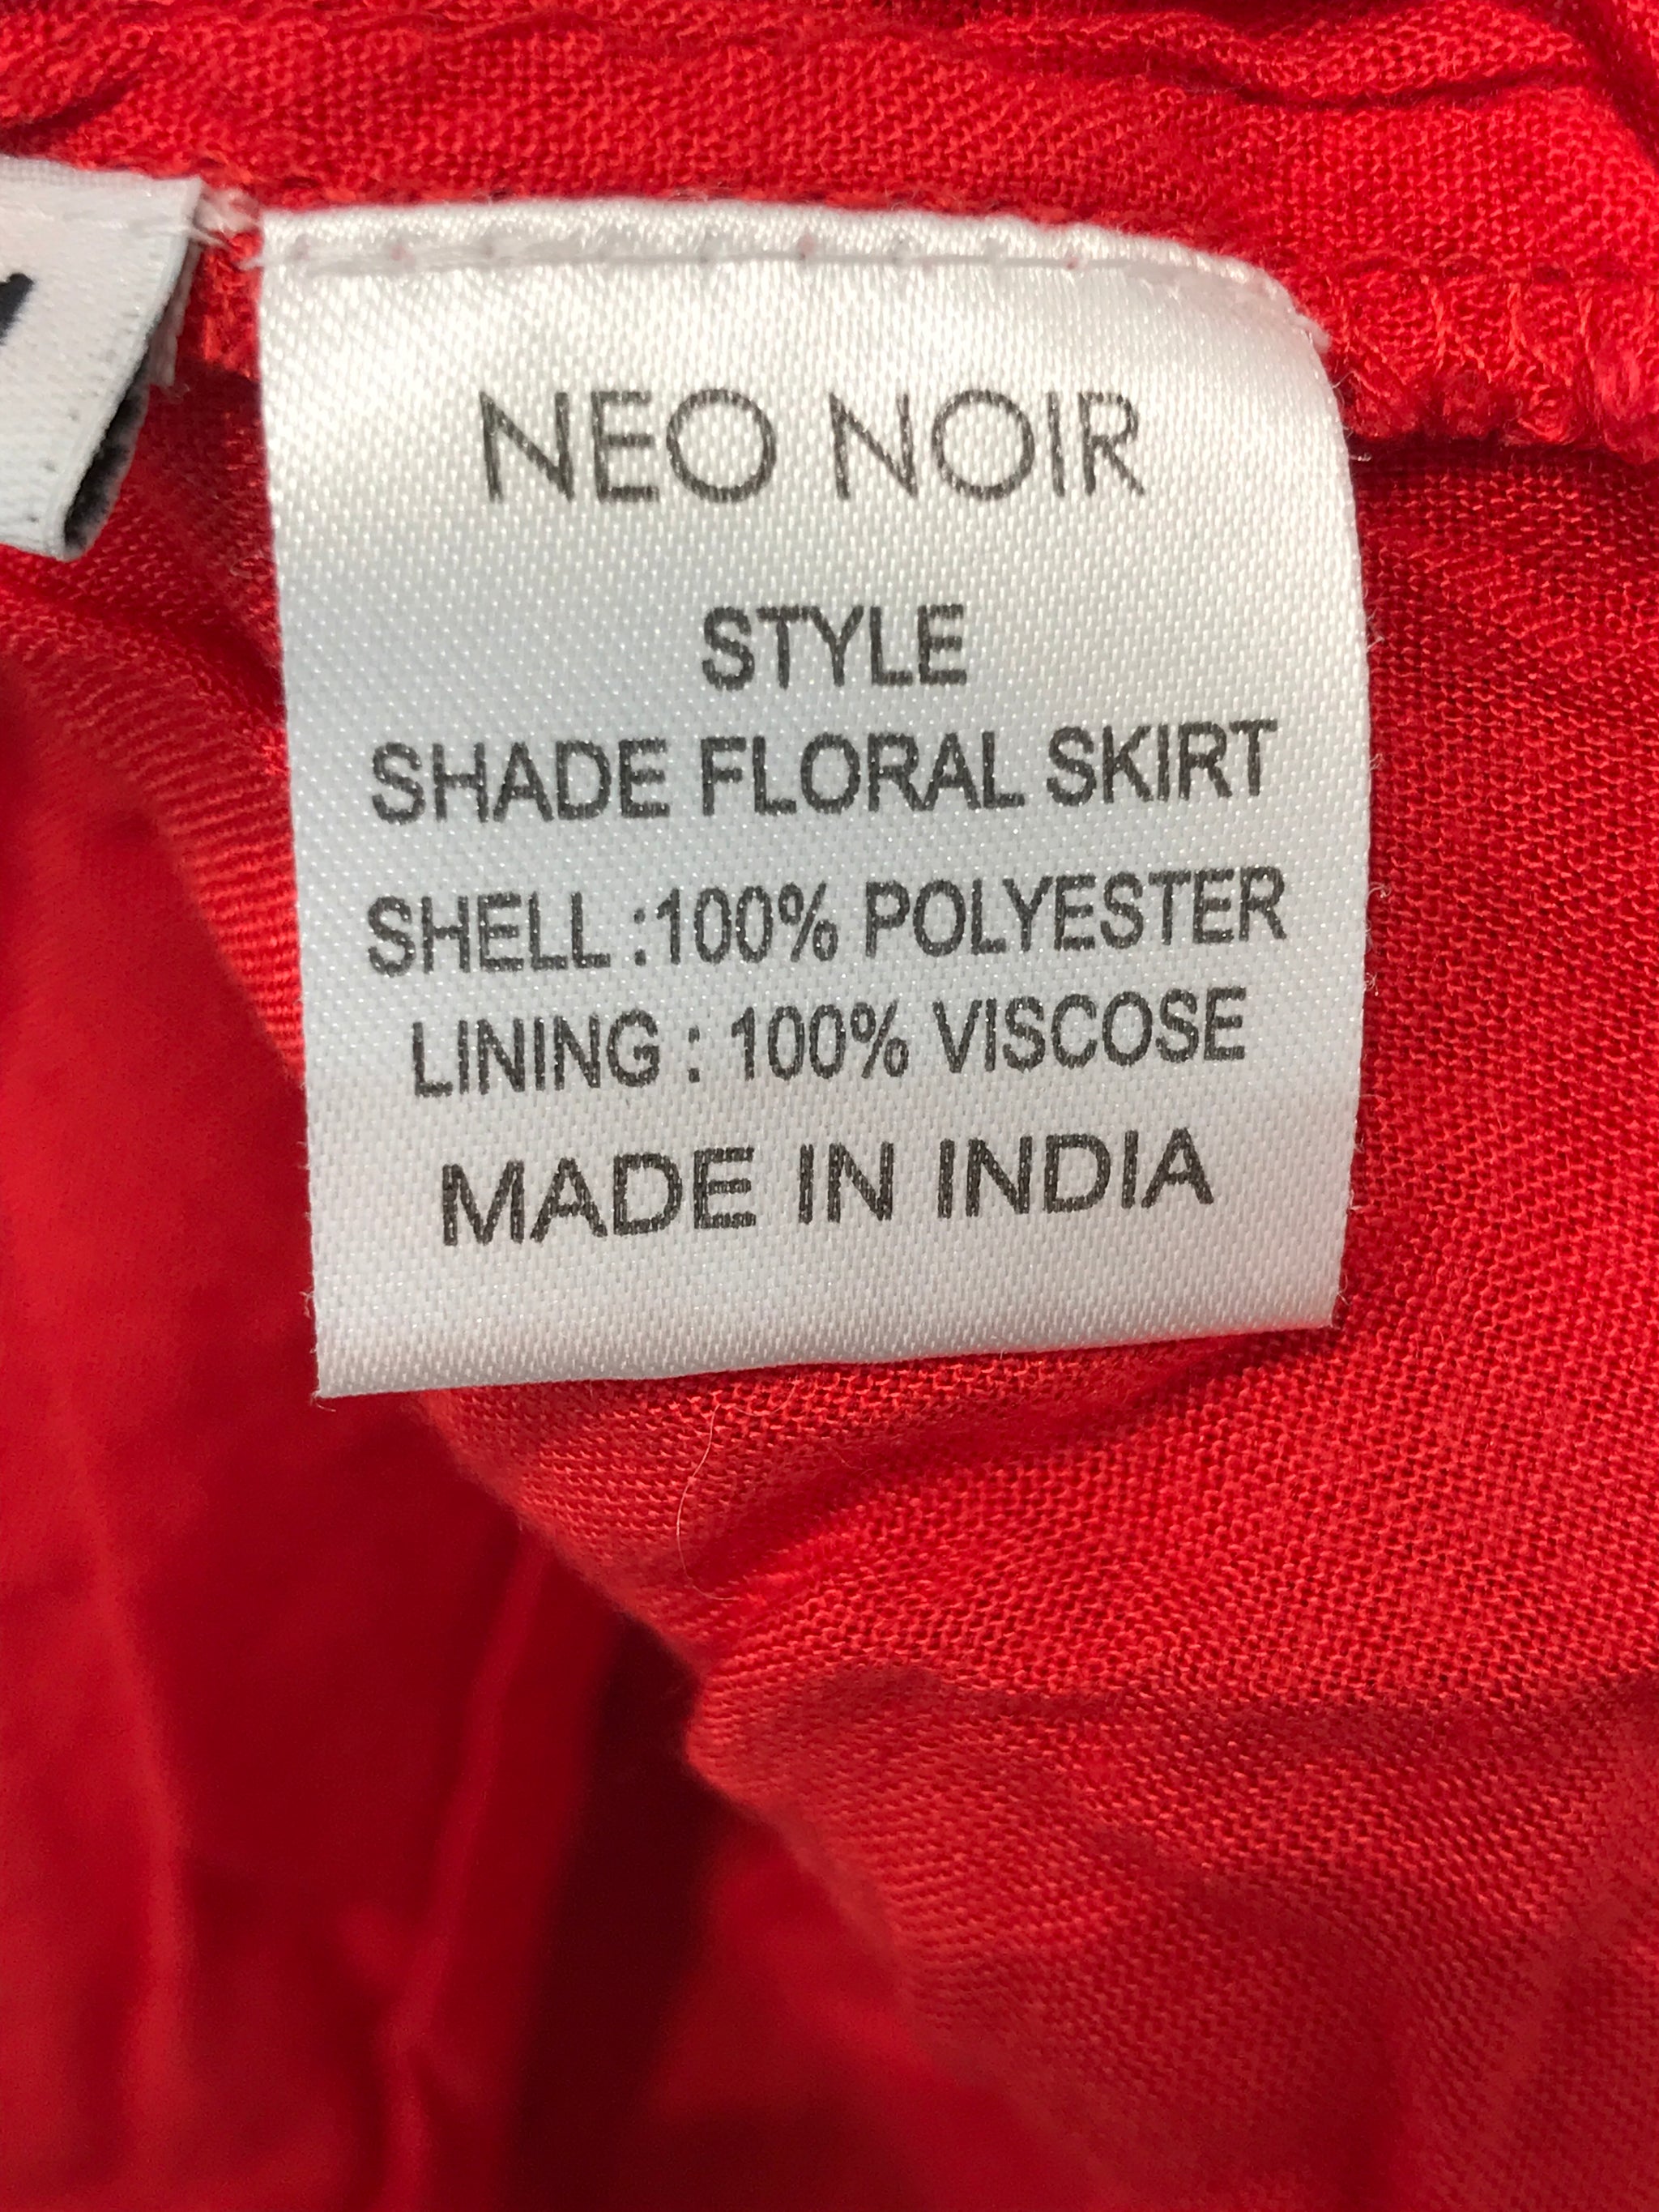 NEO NOIR
STYLE
SHADE FLORAL SKIRT
SHELL :100% POLYESTER
LINING : 100% VISCOSE
MADE IN INDIA